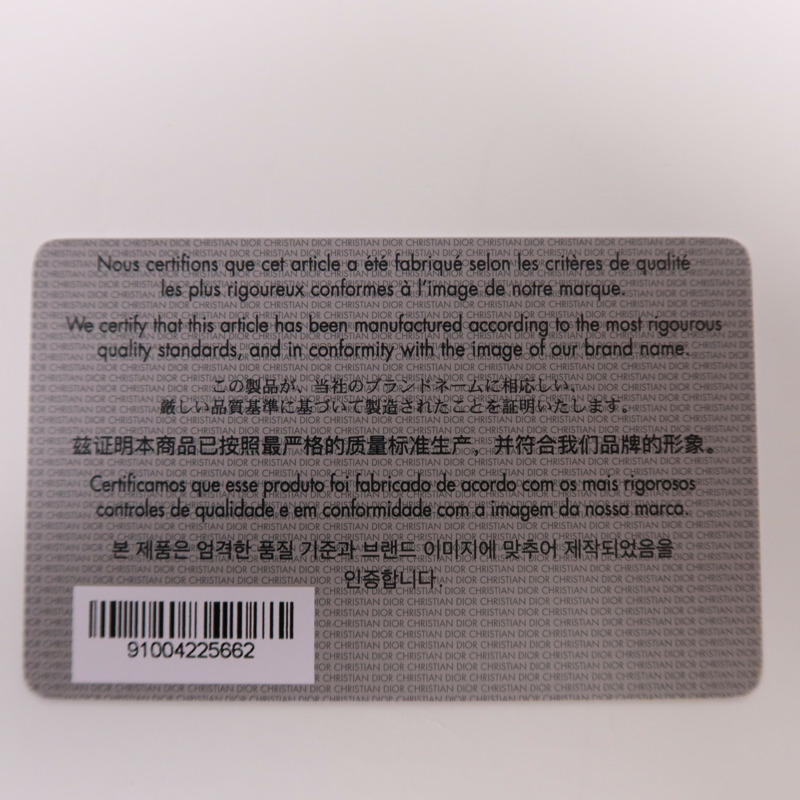 Nous certifions que cet article a été fabriqué selon les critères de qualité
les plus rigoureux conformes à l'image de notre marque.
We certify that this article has been manufactured according to the most rigourous
quality standards, and in conformity with the image of our brand name.
この製品が、当社のブランドネームに相応しい、
厳しい品質基準に基づいて製造されたことを証明いたします。
兹证明本商品已按照最严格的质量标准生产，并符合我们品牌的形象。
Certificamos que esse produto foi fabricado de acordo com os mais rigorosos
controles de qualidade e em conformidade com a imagem da nossa marca.
본 제품은 엄격한 품질 기준과 브랜드 이미지에 맞추어 제작되었음을
인증합니다.
91004225662